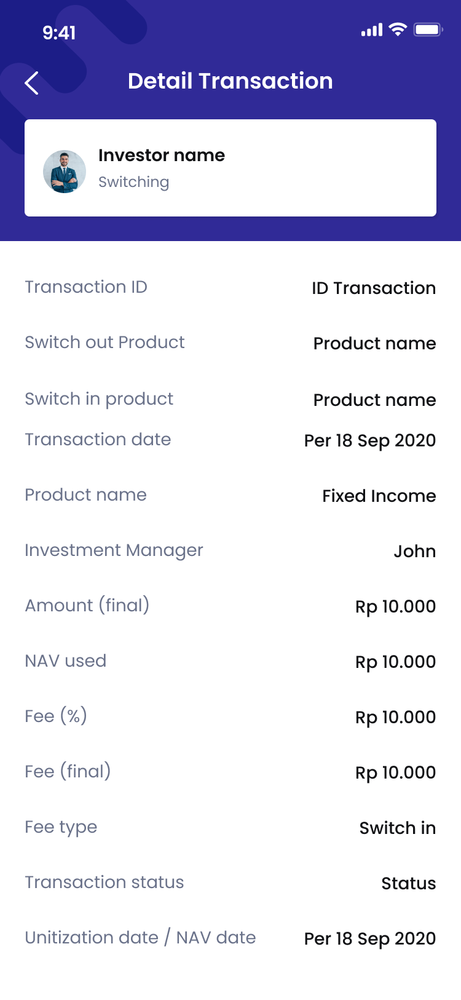 9:41
Detail Transaction
Investor name
Switching
Transaction ID ID Transaction
Switch out Product Product name
Switch in product Product name
Transaction date Per 18 Sep 2020
Product name Fixed Income
Investment Manager John
Amount (final) Rp 10.000
NAV used Rp 10.000
Fee (%) Rp 10.000
Fee (final) Rp 10.000
Fee type Switch in
Transaction status Status
Unitization date / NAV date Per 18 Sep 2020